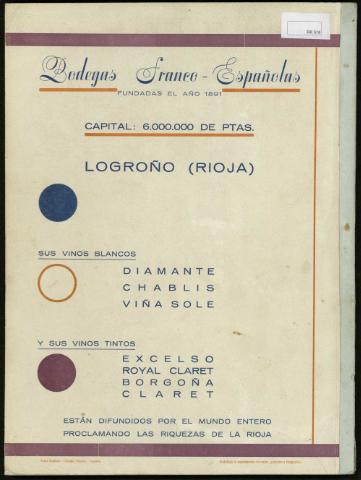 Bodegas Franco-Españolas
FUNDADAS EL AÑO 1891
CAPITAL: 6.000.000 DE PTAS.
LOGROÑO (RIOJA)
SUS VINOS BLANCOS
DIAMANTE
CHABLIS
VIÑA SOLE
Y SUS VINOS TINTOS
EXCELSO
ROYAL CLARET
BORGOÑA
CLARET
ESTÁN DIFUNDIDOS POR EL MUNDO ENTERO
PROCLAMANDO LAS RIQUEZAS DE LA RIOJA